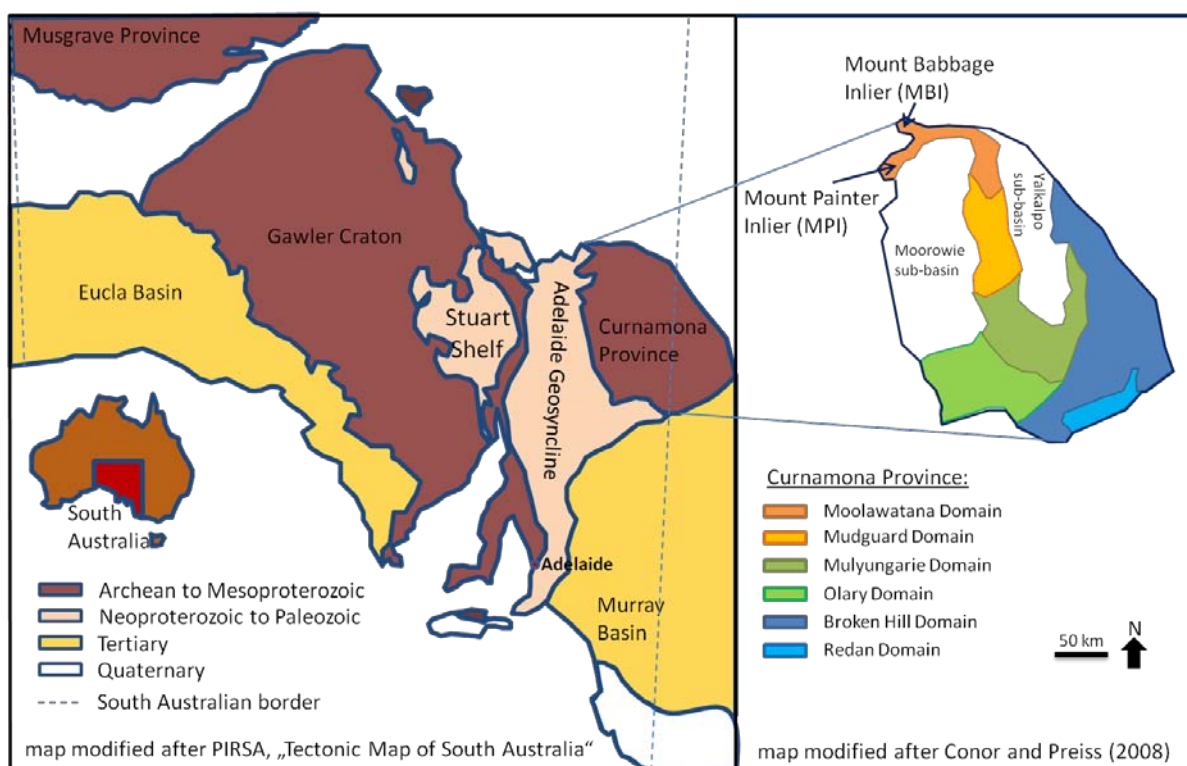 Musgrave Province
Gawler Craton
Eucla Basin
Stuart
Shelf
Adelaide Geosyncline
Curnamona
Province
South
Australia
Adelaide
Murray
Basin
Archean to Mesoproterozoic
Neoproterozoic to Paleozoic
Tertiary
Quaternary
South Australian border
map modified after PIRSA, „Tectonic Map of South Australia“
Mount Babbage
Inlier (MBI)
Mount Painter
Inlier (MPI)
Yalkalpo
sub-basin
Moorowie
sub-basin
Curnamona Province:
Moolawatana Domain
Mudguard Domain
Mulyungarie Domain
Olary Domain
Broken Hill Domain
Redan Domain
50 km
N
map modified after Conor and Preiss (2008)